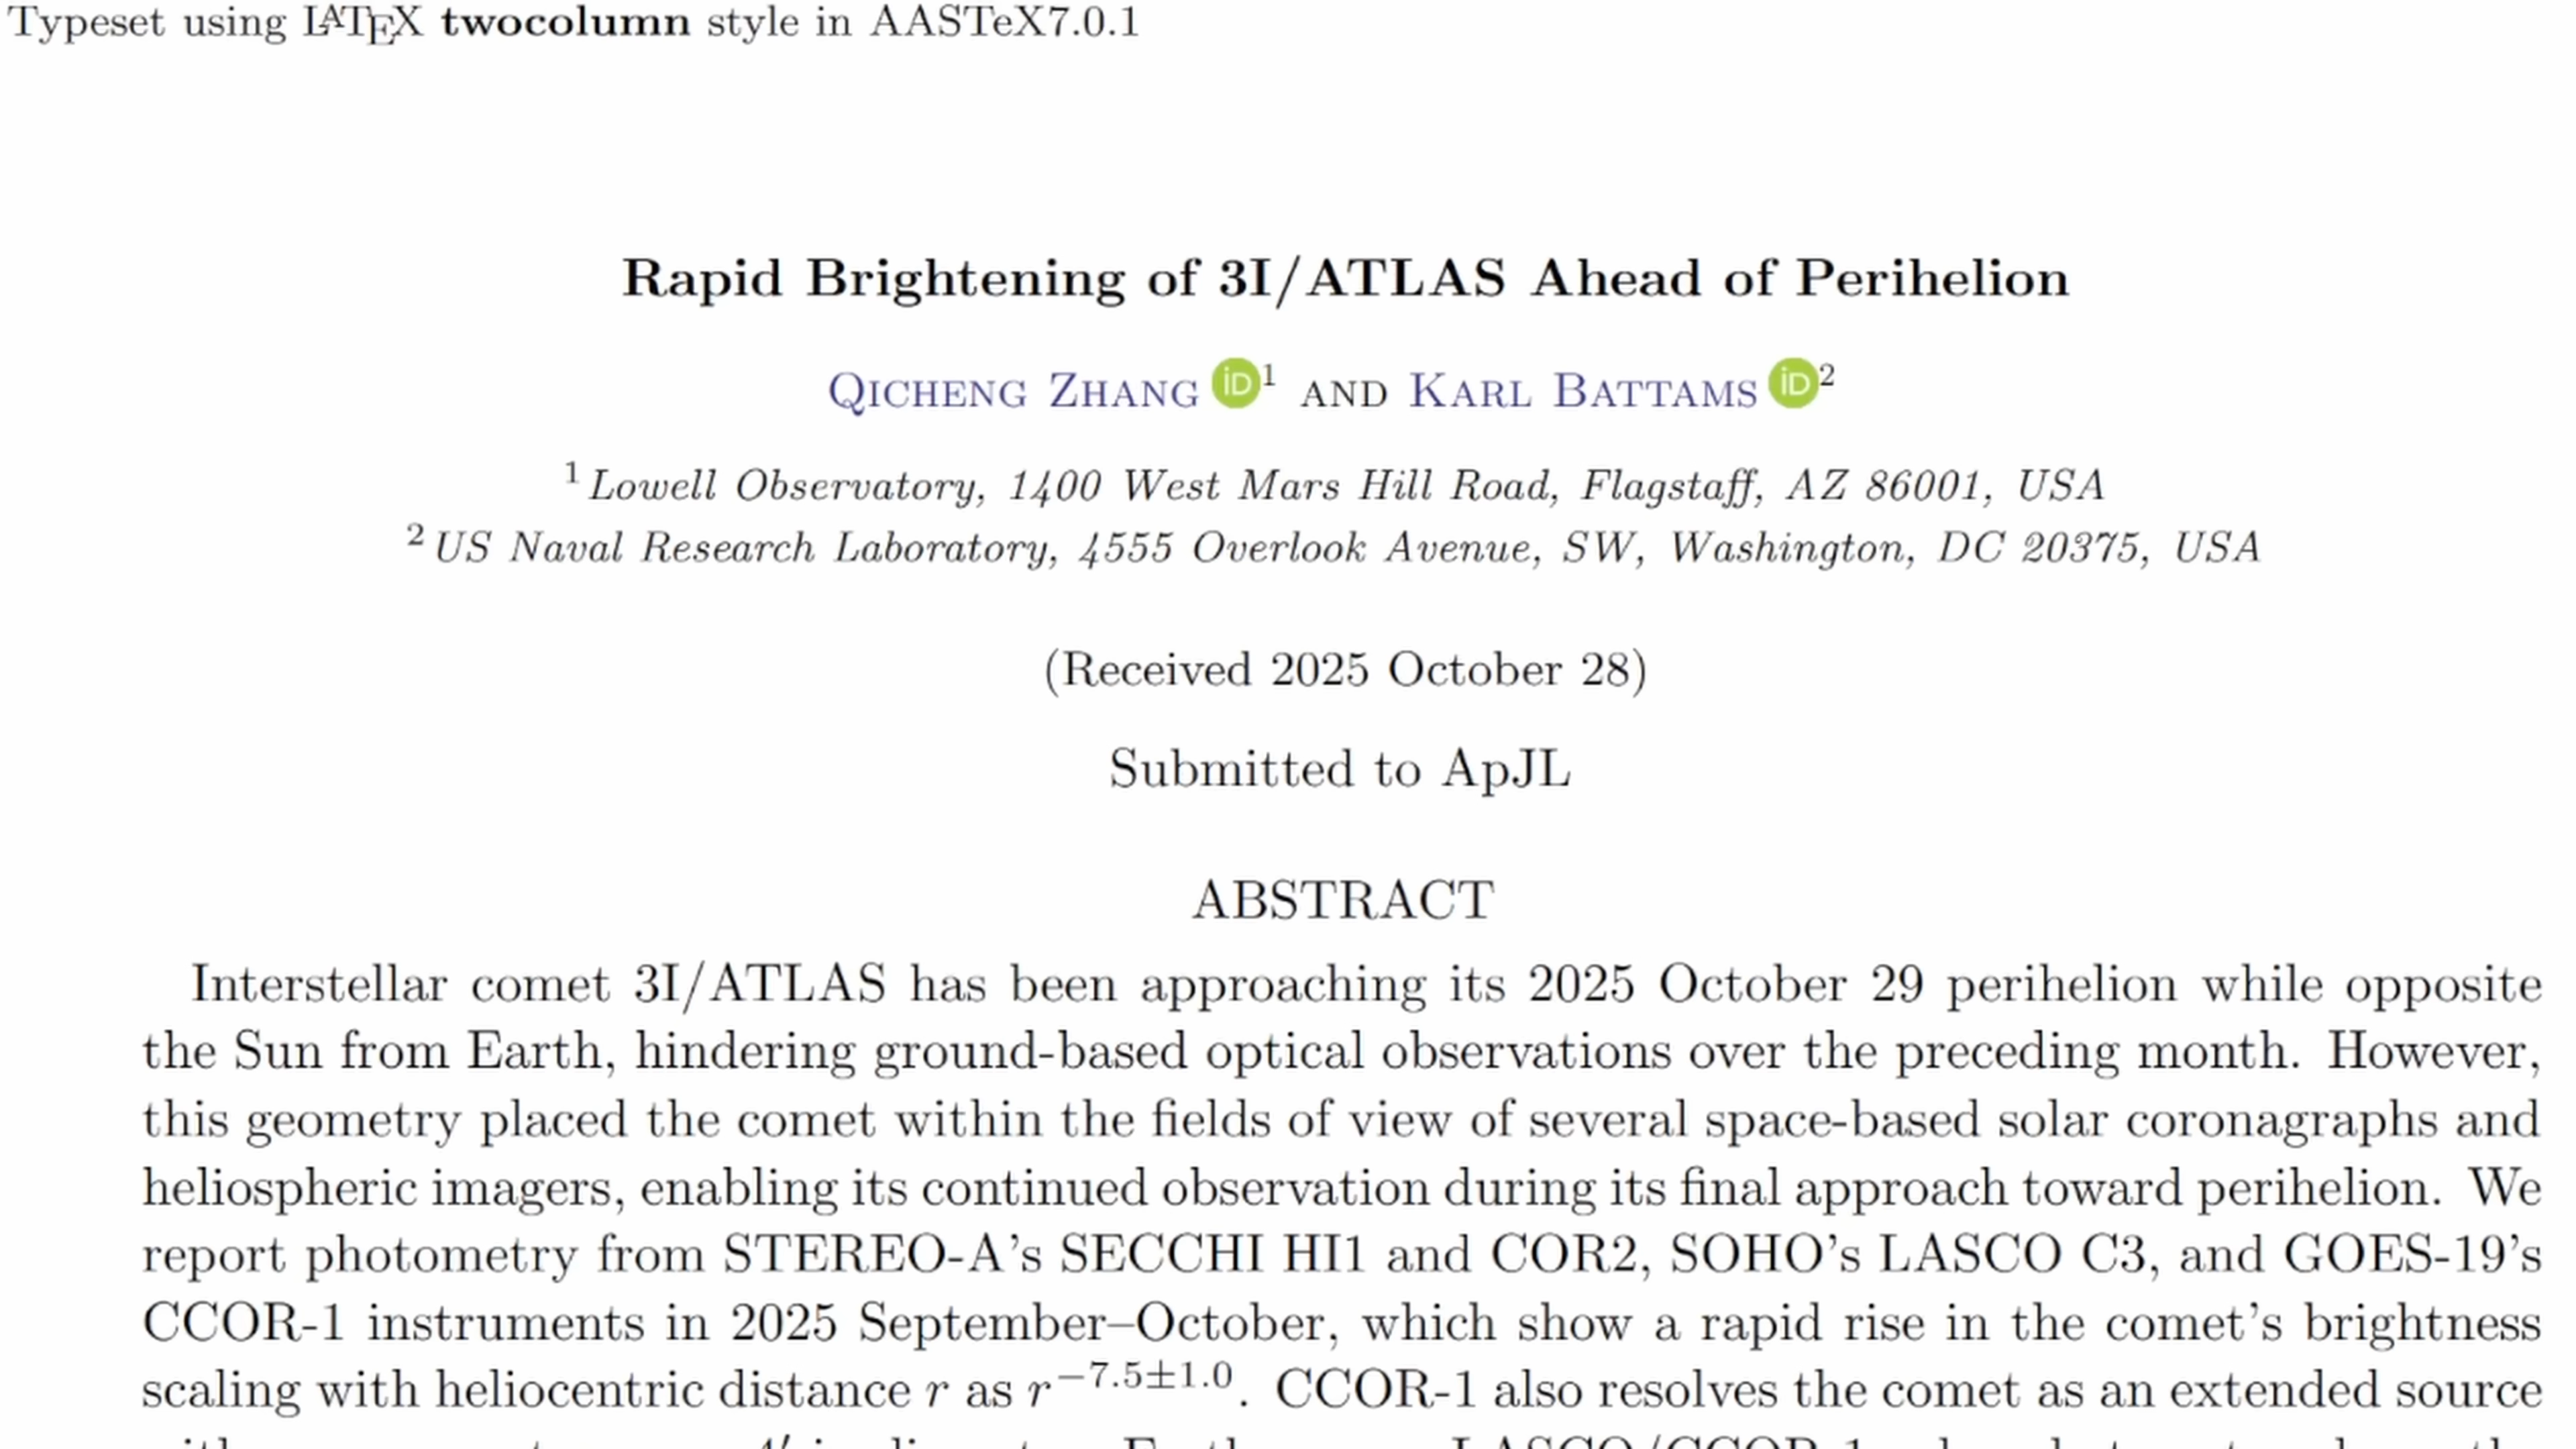 Typeset using LATEX twocolumn style in AASTeX7.0.1
Rapid Brightening of 3I/ATLAS Ahead of Perihelion
Qicheng Zhang iD 1 and Karl Battams iD 2
1 Lowell Observatory, 1400 West Mars Hill Road, Flagstaff, AZ 86001, USA
2 US Naval Research Laboratory, 4555 Overlook Avenue, SW, Washington, DC 20375, USA
(Received 2025 October 28)
Submitted to ApJL
ABSTRACT
Interstellar comet 3I/ATLAS has been approaching its 2025 October 29 perihelion while opposite
the Sun from Earth, hindering ground-based optical observations over the preceding month. However,
this geometry placed the comet within the fields of view of several space-based solar coronagraphs and
heliospheric imagers, enabling its continued observation during its final approach toward perihelion. We
report photometry from STEREO-A's SECCHI HI1 and COR2, SOHO's LASCO C3, and GOES-19's
CCOR-1 instruments in 2025 September–October, which show a rapid rise in the comet's brightness
scaling with heliocentric distance r as r−7.5±1.0. CCOR-1 also resolves the comet as an extended source